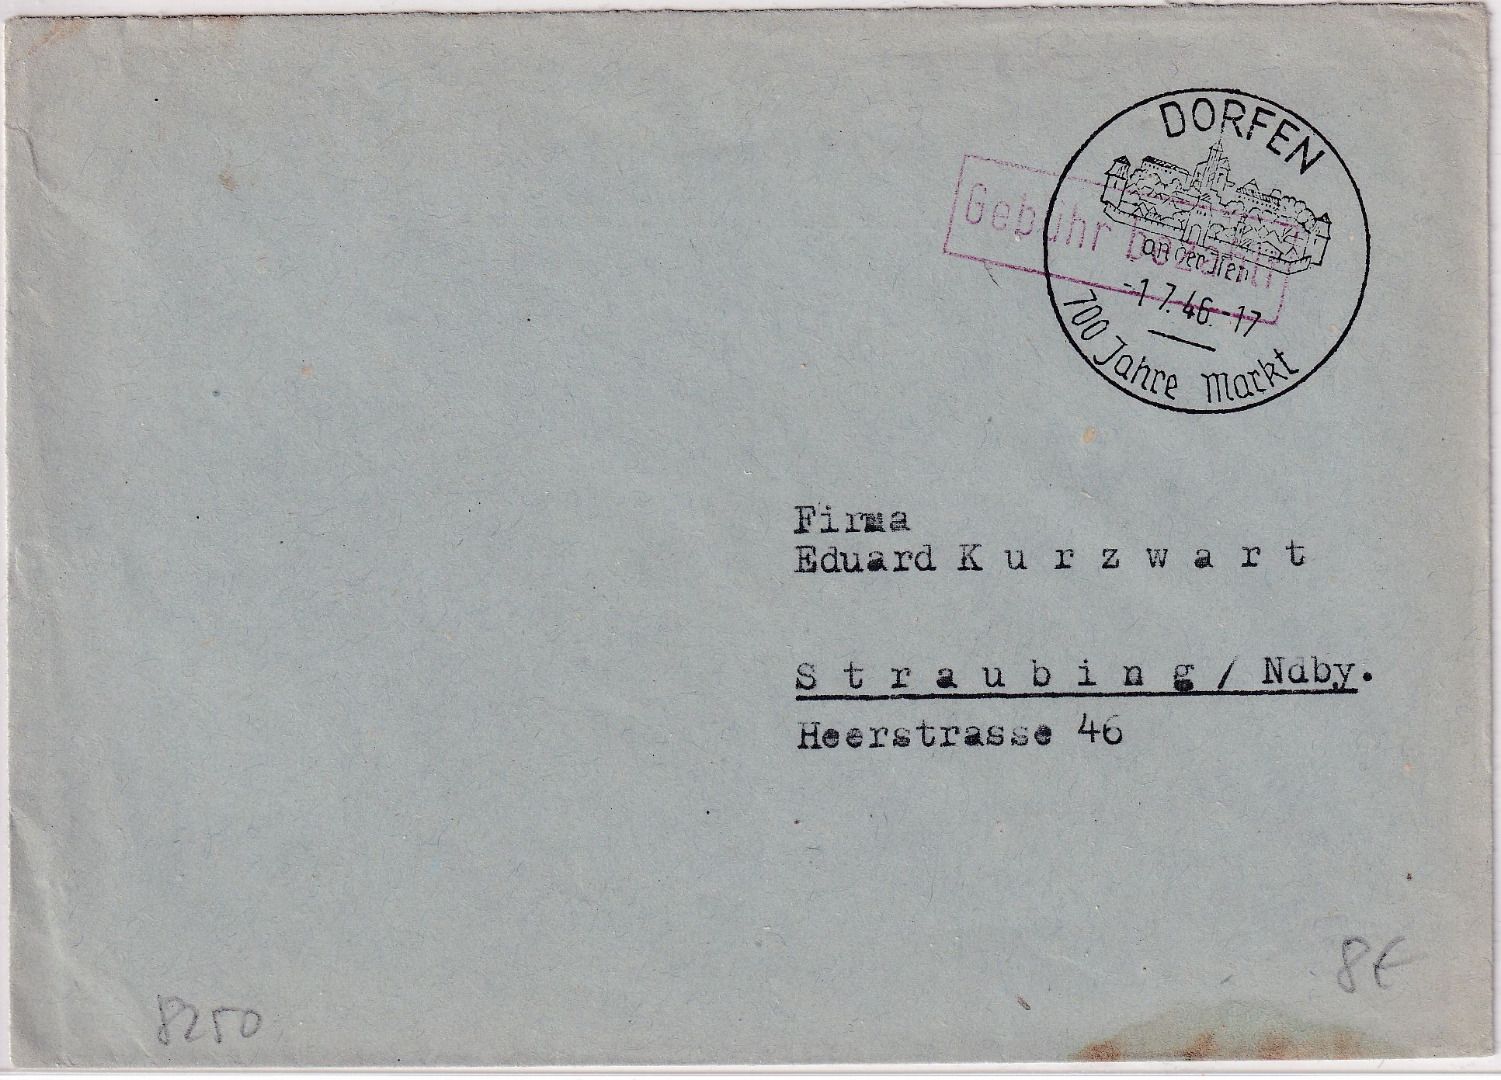 DORFEN
an der Isen
-1.7.46.-17
700 Jahre Markt
Gebühr bezahlt
Firma
Eduard Kurzwart
Straubing / Ndby.
Heerstrasse 46
8€
8250